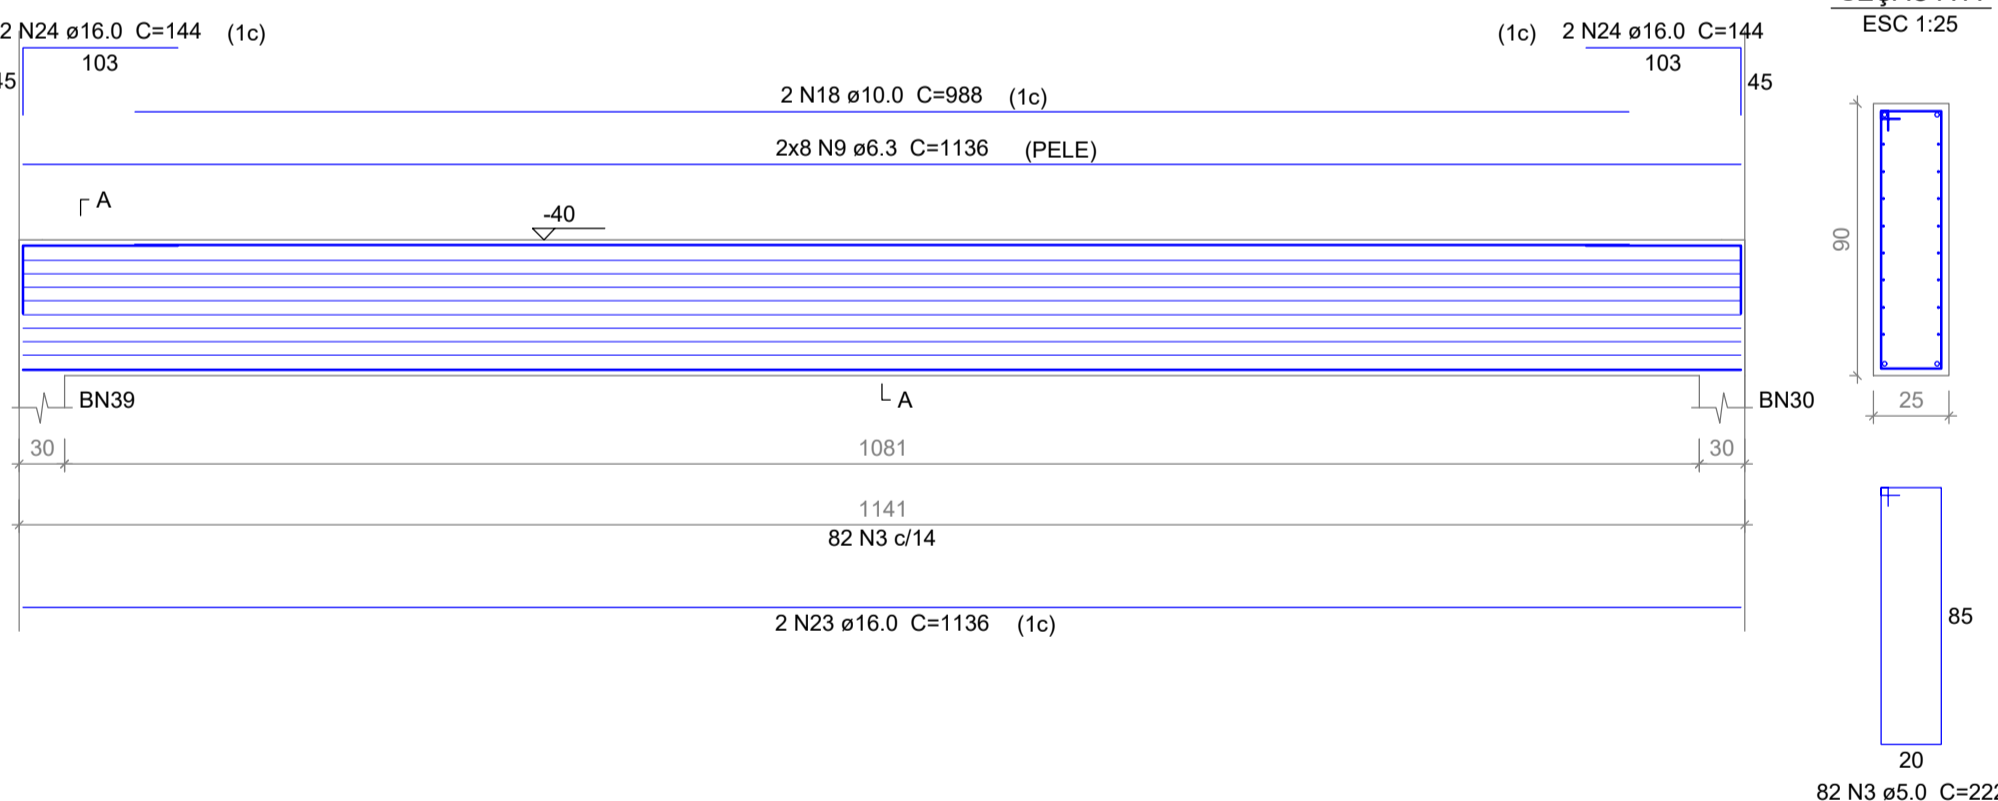 2 N24 ø16.0 C=144 (1c)
(1c) 2 N24 ø16.0 C=144
ESC 1:25
103
103
45
2 N18 ø10.0 C=988 (1c)
2x8 N9 ø6.3 C=1136 (PELE)
A
-40
90
BN39
A
BN30
25
30
1081
30
1141
82 N3 c/14
2 N23 ø16.0 C=1136 (1c)
85
20
82 N3 ø5.0 C=222